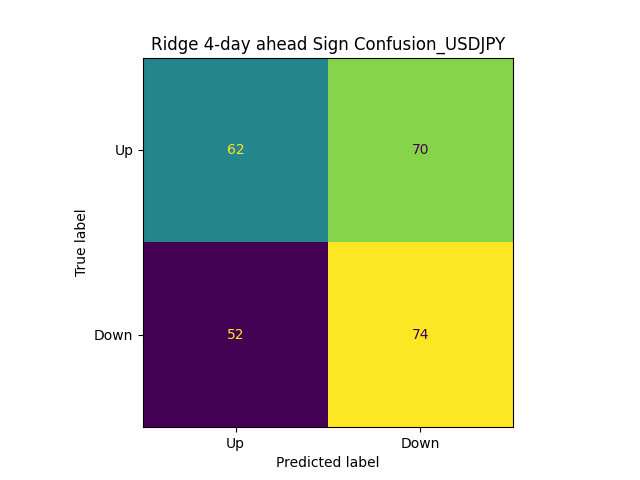 Ridge 4-day ahead Sign Confusion_USDJPY
True label
Up
62
70
Down
52
74
Up
Down
Predicted label